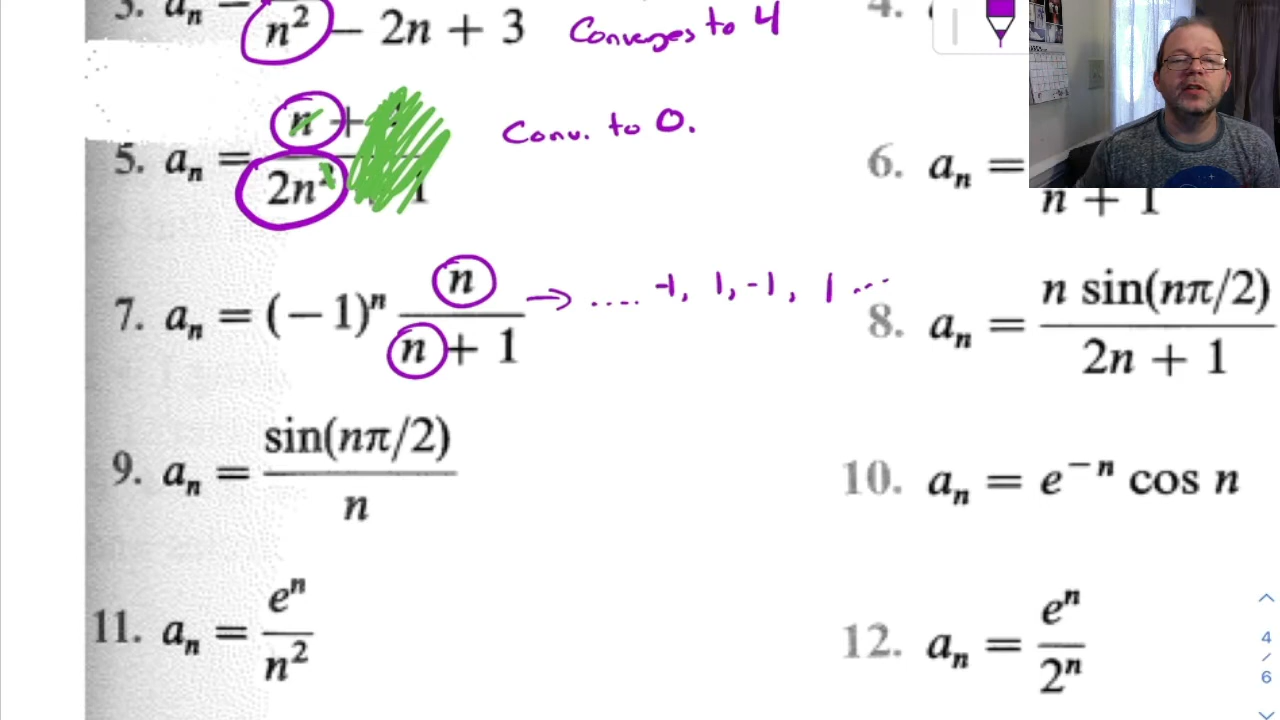 3. aₙ =
n² − 2n + 3 Converges to 4
4.
5. aₙ = n + / 2n 1 Conv. to 0.
6. aₙ = / n + 1
7. aₙ = (−1)ⁿ n / n + 1 → .... -1, 1, -1, 1 ...
8. aₙ = n sin(nπ/2) / 2n + 1
9. aₙ = sin(nπ/2) / n
10. aₙ = e⁻ⁿ cos n
11. aₙ = eⁿ / n²
12. aₙ = eⁿ / 2ⁿ
4
/
6